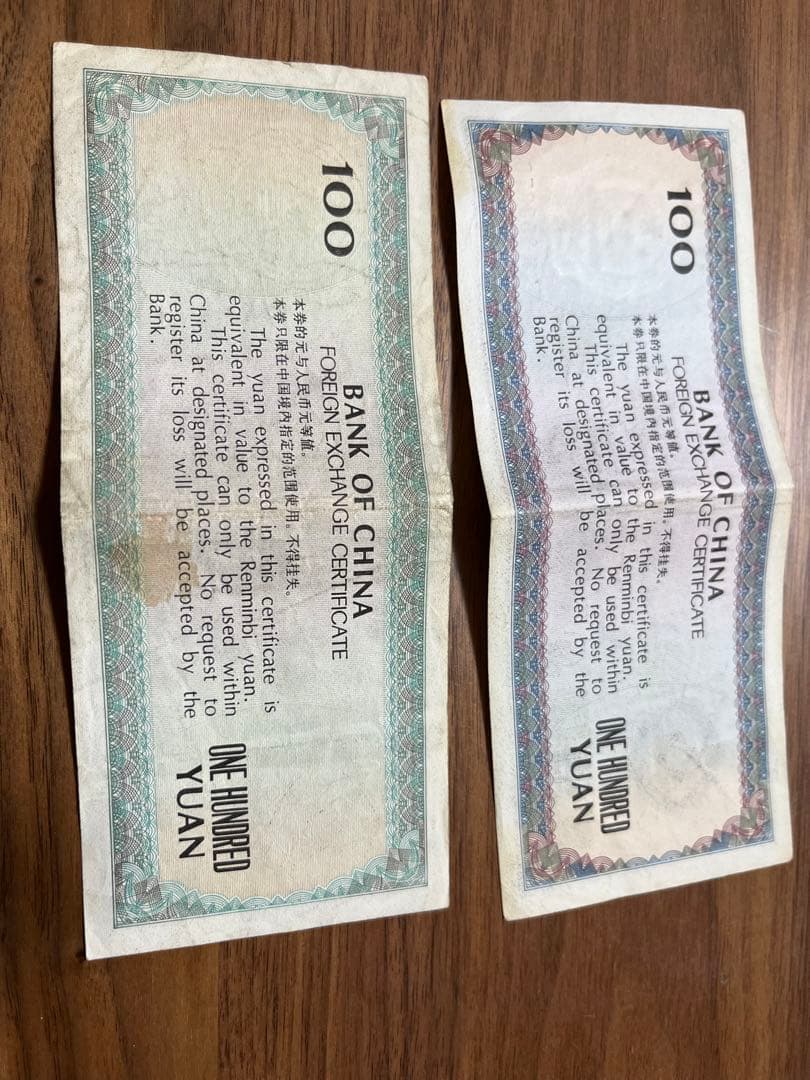 100
BANK OF CHINA
FOREIGN EXCHANGE CERTIFICATE
本券的元与人民币元等值。
本券只限在中国境内指定的范围使用。不得挂失。
The yuan expressed in this certificate is
equivalent in value to the Renminbi yuan.
This certificate can only be used within
China at designated places. No request to
register its loss will be accepted by the
Bank.
ONE HUNDRED
YUAN
100
BANK OF CHINA
FOREIGN EXCHANGE CERTIFICATE
本券的元与人民币元等值。
本券只限在中国境内指定的范围使用。不得挂失。
The yuan expressed in this certificate is
equivalent in value to the Renminbi yuan.
This certificate can only be used within
China at designated places. No request to
register its loss will be accepted by the
Bank.
ONE HUNDRED
YUAN